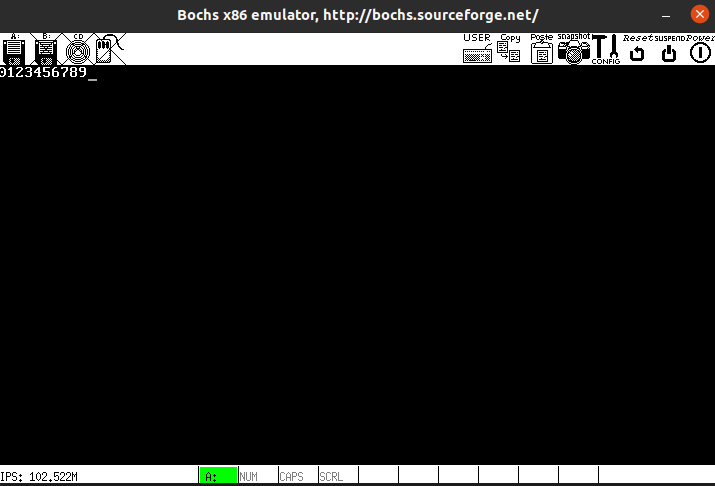 Bochs x86 emulator, http://bochs.sourceforge.net/
A: B: CD USER Copy Poste snapshot CONFIG Reset SUSPEND Power
0123456789_
IPS: 102.522M A: NUM CAPS SCRL